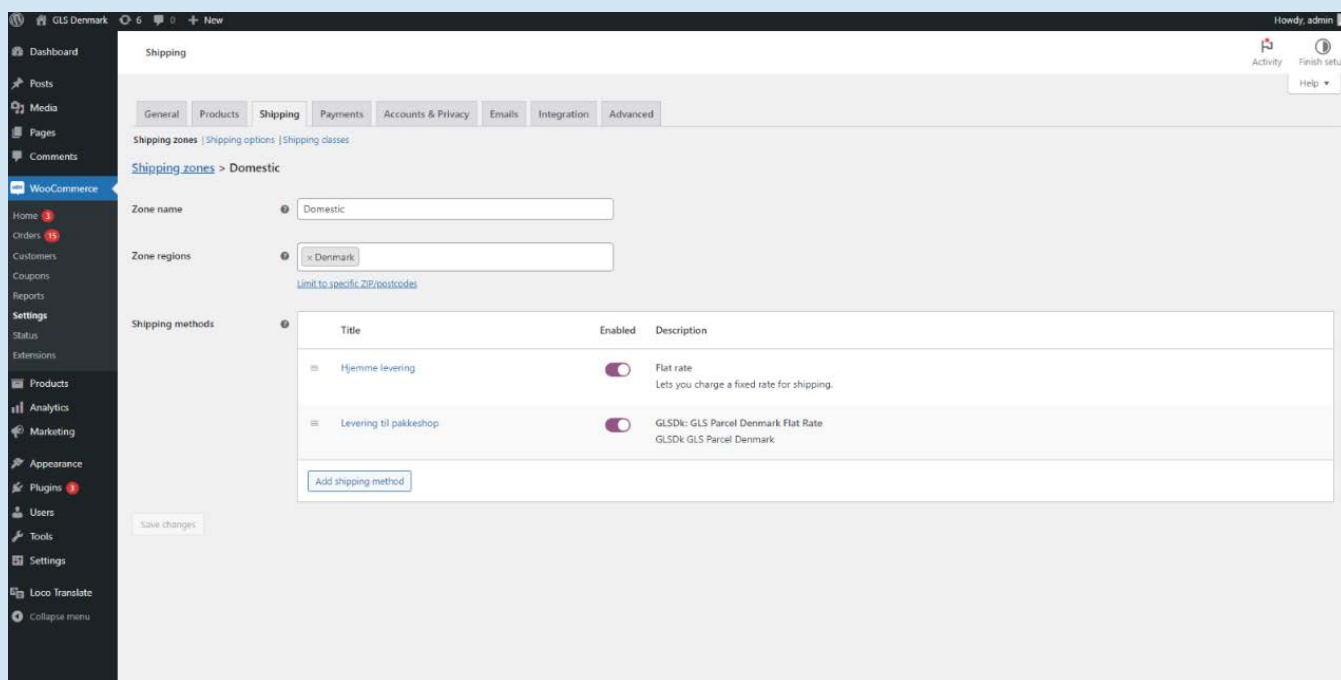 GLS Denmark 6 0 + New
Howdy, admin
Dashboard
Posts
Media
Pages
Comments
WooCommerce
Home 3
Orders 15
Customers
Coupons
Reports
Settings
Status
Extensions
Products
Analytics
Marketing
Appearance
Plugins 3
Users
Tools
Settings
Loco Translate
Collapse menu
Shipping
Activity
Finish setu
Help
General Products Shipping Payments Accounts & Privacy Emails Integration Advanced
Shipping zones | Shipping options | Shipping classes
Shipping zones > Domestic
Zone name
Domestic
Zone regions
× Denmark
Limit to specific ZIP/postcodes
Shipping methods
Title Enabled Description
Hjemme levering
Flat rate
Lets you charge a fixed rate for shipping.
Levering til pakkeshop
GLSDk: GLS Parcel Denmark Flat Rate
GLSDk GLS Parcel Denmark
Add shipping method
Save changes